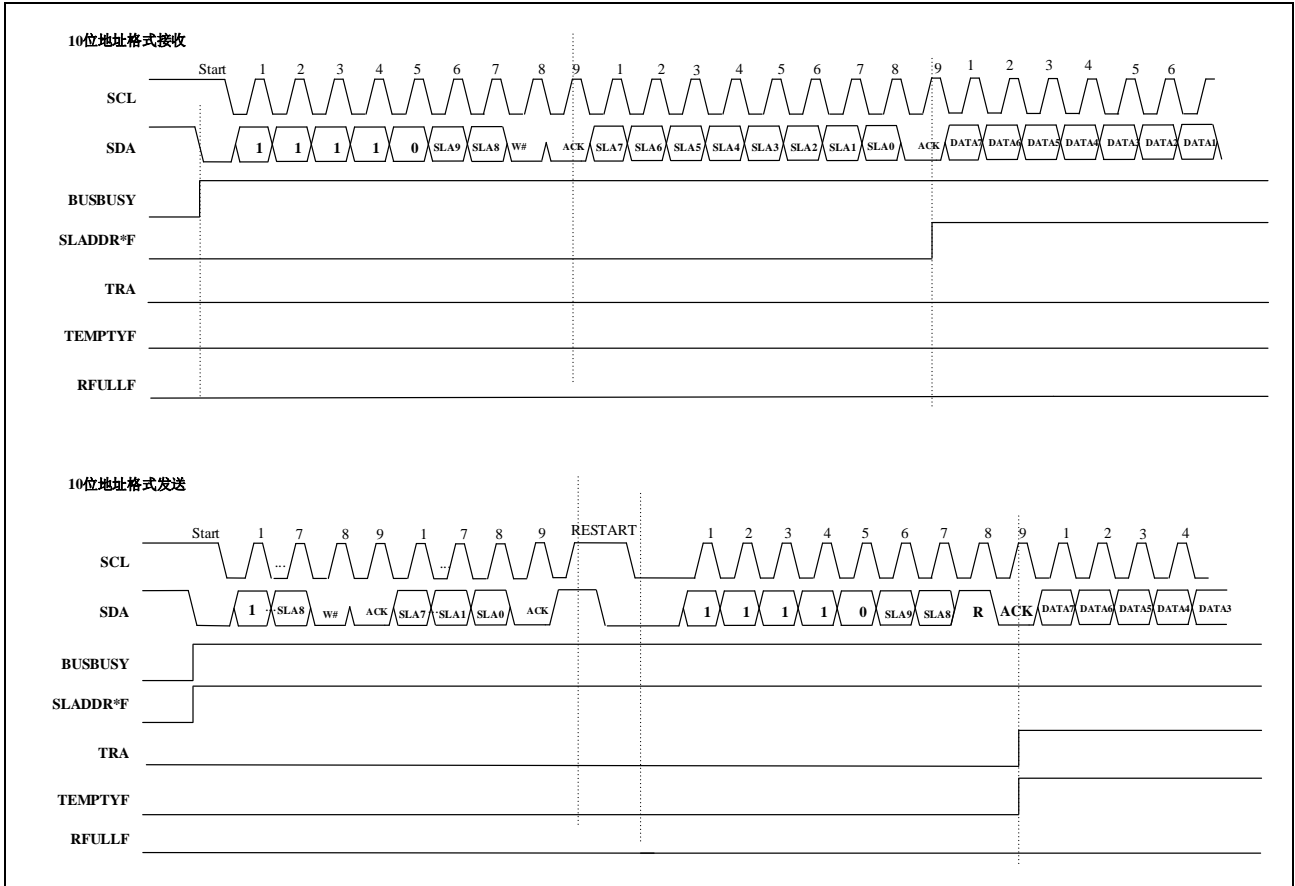 10位地址格式接收
Start 1 2 3 4 5 6 7 8 9 1 2 3 4 5 6 7 8 9 1 2 3 4 5 6
SCL
SDA 1 1 1 1 0 SLA9 SLA8 W# ACK SLA7 SLA6 SLA5 SLA4 SLA3 SLA2 SLA1 SLA0 ACK DATA7 DATA6 DATA5 DATA4 DATA3 DATA2 DATA1
BUSBUSY
SLADDR*F
TRA
TEMPTYF
RFULLF
10位地址格式发送
Start 1 7 8 9 1 7 8 9 RESTART 1 2 3 4 5 6 7 8 9 1 2 3 4
SCL ... ...
SDA 1 ...SLA8 W# ACK SLA7 ...SLA1 SLA0 ACK 1 1 1 1 0 SLA9 SLA8 R ACK DATA7 DATA6 DATA5 DATA4 DATA3
BUSBUSY
SLADDR*F
TRA
TEMPTYF
RFULLF